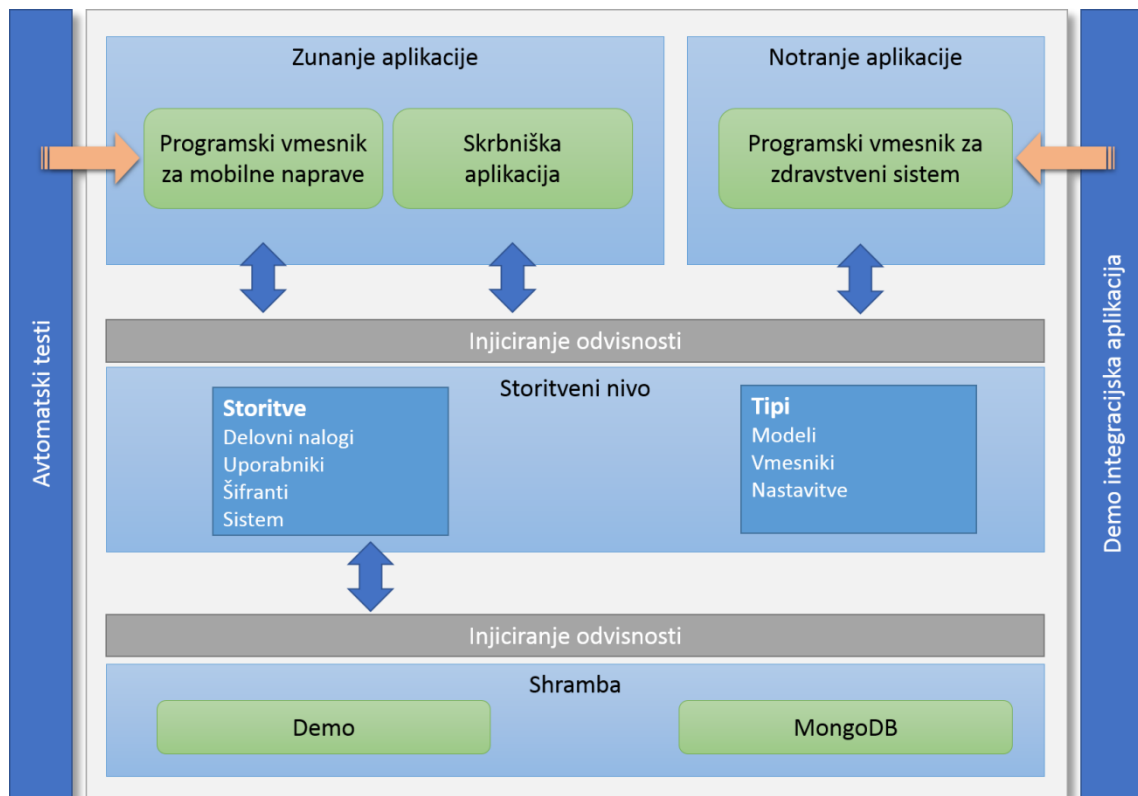 Zunanje aplikacije
Notranje aplikacije
Programski vmesnik
za mobilne naprave
Skrbniška
aplikacija
Programski vmesnik za
zdravstveni sistem
Avtomatski testi
Demo integracijska aplikacija
Injiciranje odvisnosti
Storitveni nivo
Storitve
Delovni nalogi
Uporabniki
Šifranti
Sistem
Tipi
Modeli
Vmesniki
Nastavitve
Injiciranje odvisnosti
Shramba
Demo
MongoDB